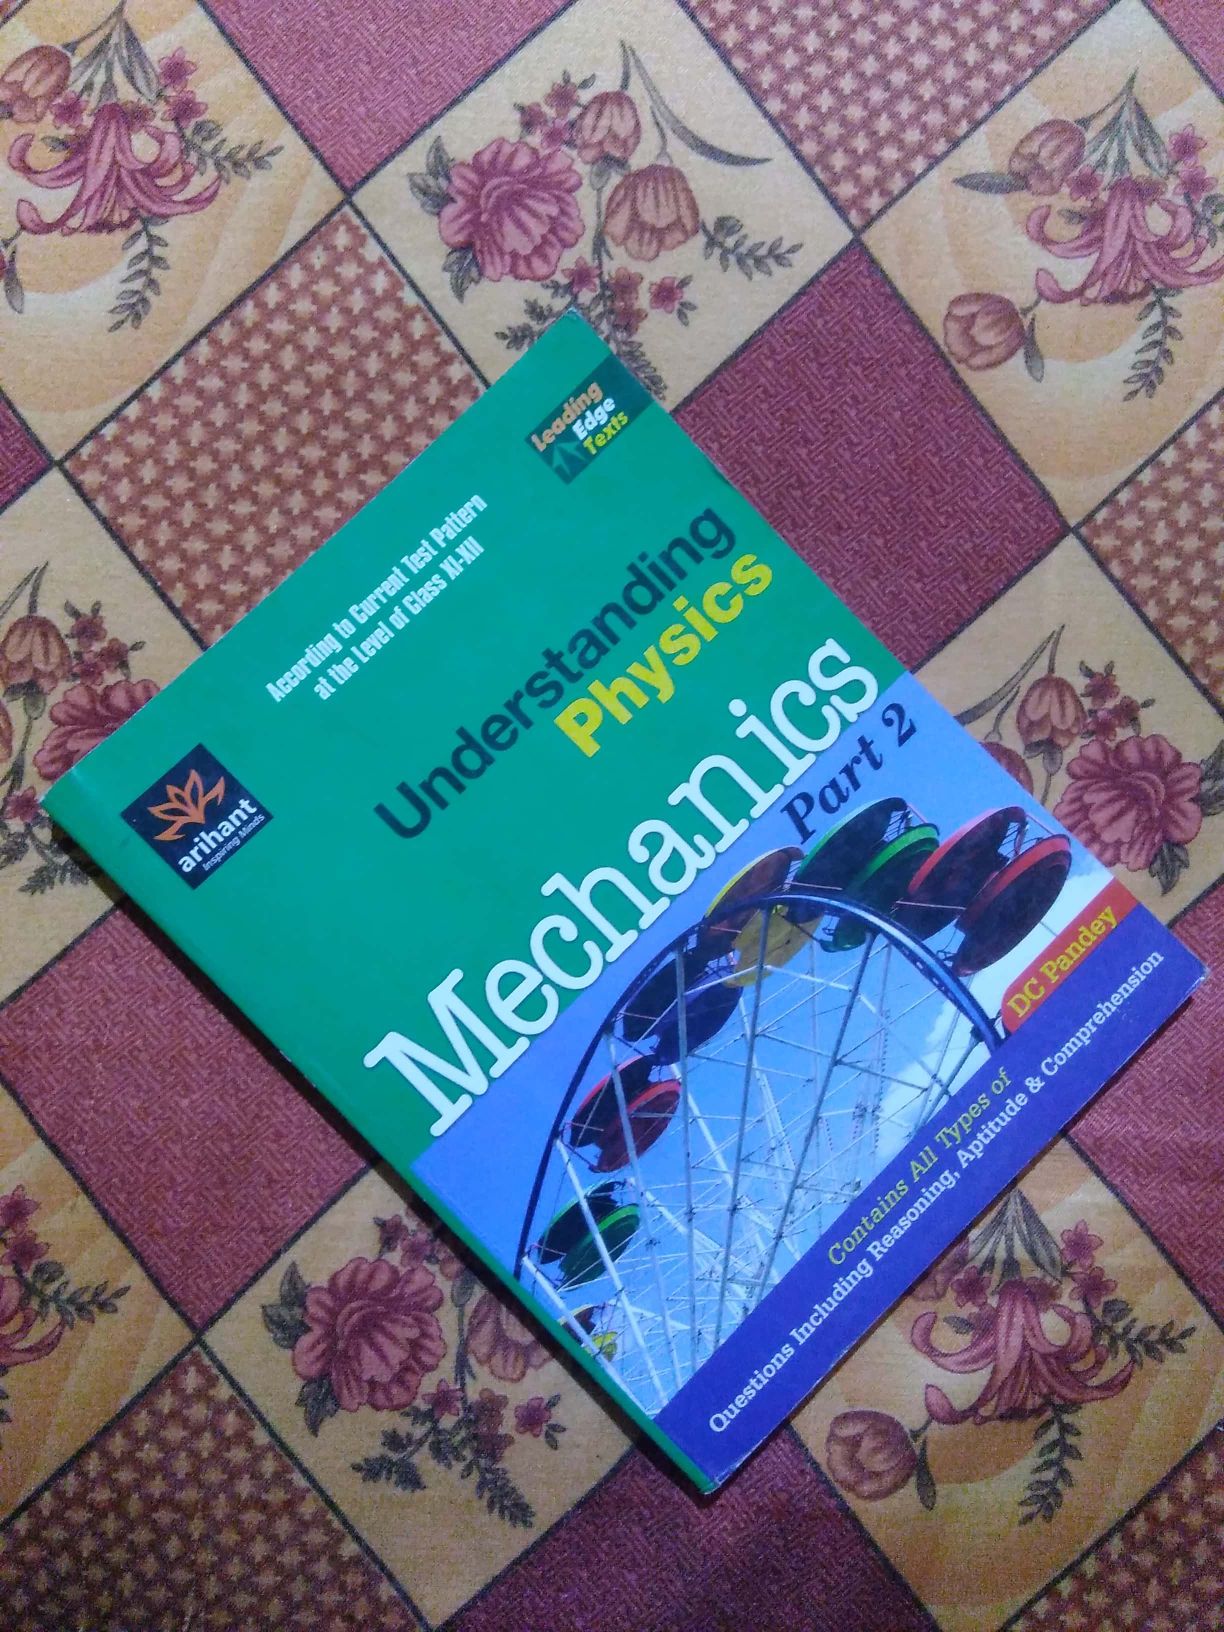 Leading
Edge
Texts
According to Current Test Pattern
at the Level of Class XI-XII
arihant
Inspiring Minds
Understanding
Physics
Mechanics
Part 2
DC Pandey
Contains All Types of
Questions Including Reasoning, Aptitude & Comprehension